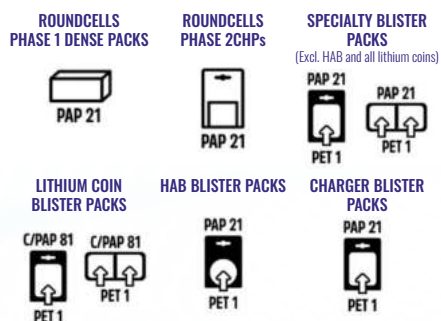 ROUNDCELLS
PHASE 1 DENSE PACKS
PAP 21
ROUNDCELLS
PHASE 2CHPs
PAP 21
SPECIALTY BLISTER
PACKS
(Excl. HAB and all lithium coins)
PAP 21
PET 1
PAP 21
PET 1
LITHIUM COIN
BLISTER PACKS
C/PAP 81
PET 1
C/PAP 81
PET 1
HAB BLISTER PACKS
PAP 21
PET 1
CHARGER BLISTER
PACKS
PAP 21
PET 1